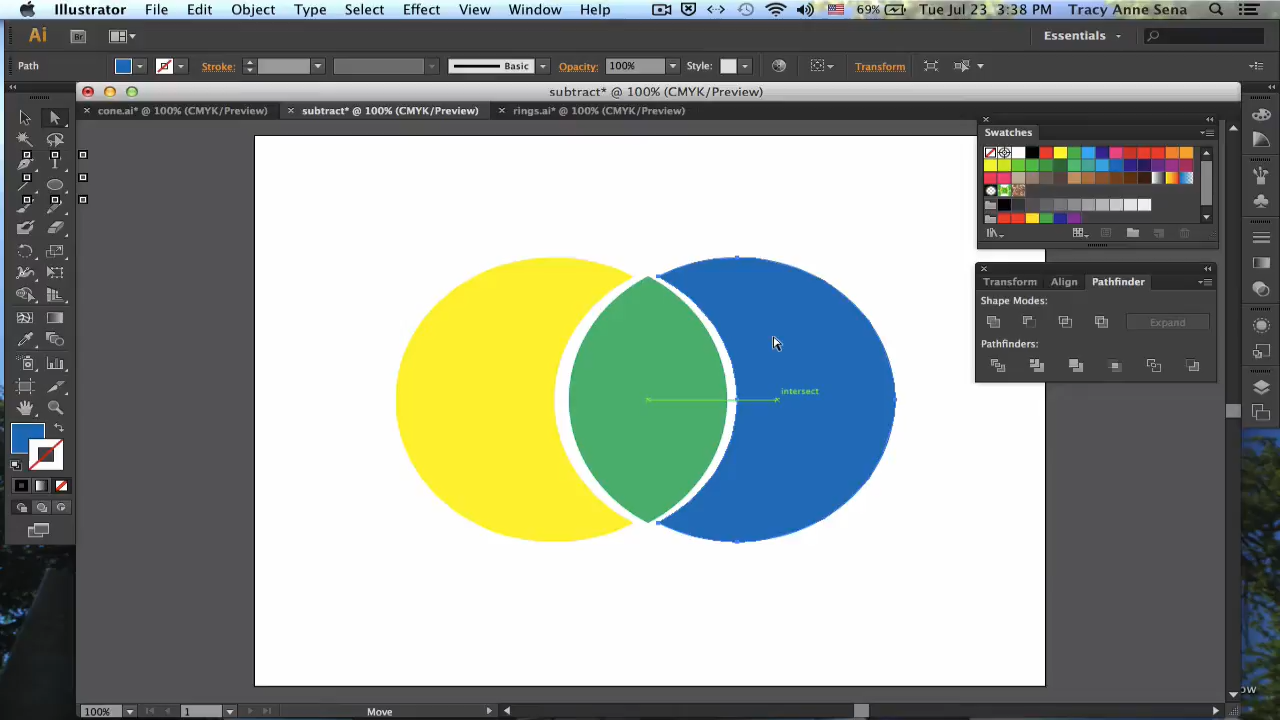 Illustrator File Edit Object Type Select Effect View Window Help 69% Tue Jul 23 3:38 PM Tracy Anne Sena
Ai Br Essentials
Path Stroke: Basic Opacity: 100% Style: Transform
subtract* @ 100% (CMYK/Preview)
cone.ai* @ 100% (CMYK/Preview) subtract* @ 100% (CMYK/Preview) rings.ai* @ 100% (CMYK/Preview)
Swatches
Transform Align Pathfinder
Shape Modes:
Expand
Pathfinders:
intersect
100% 1 Move